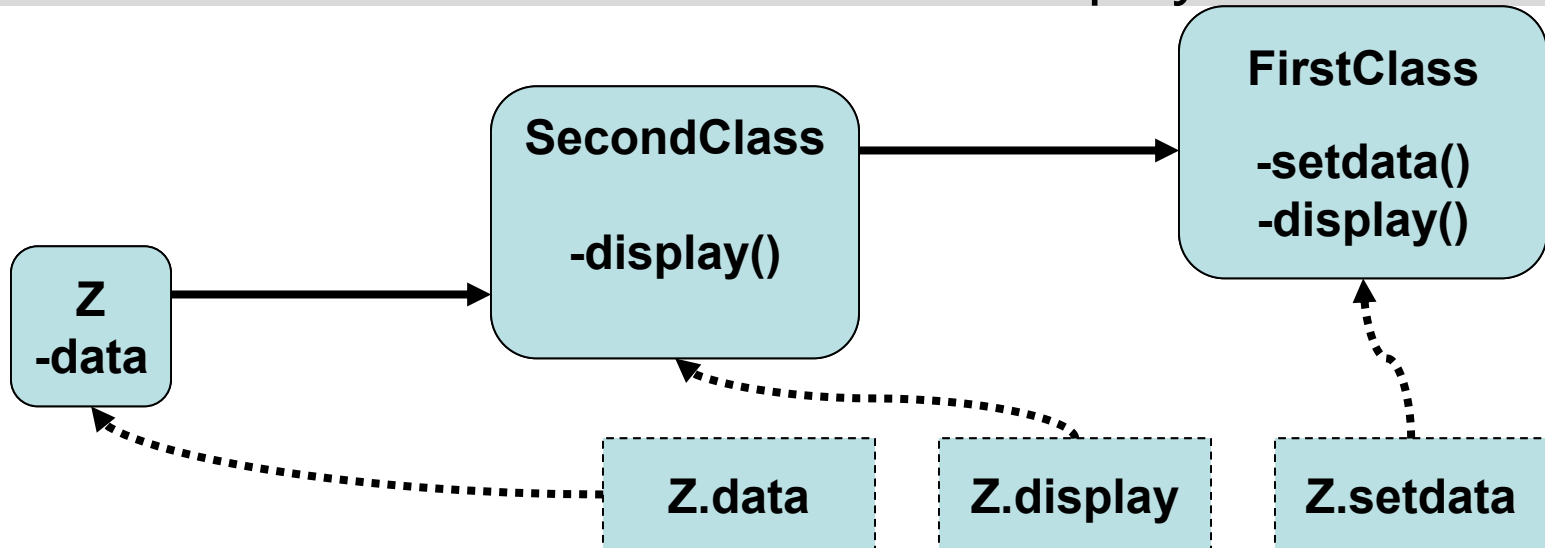 FirstClass
-setdata()
-display()
SecondClass
-display()
Z
-data
Z.data
Z.display
Z.setdata